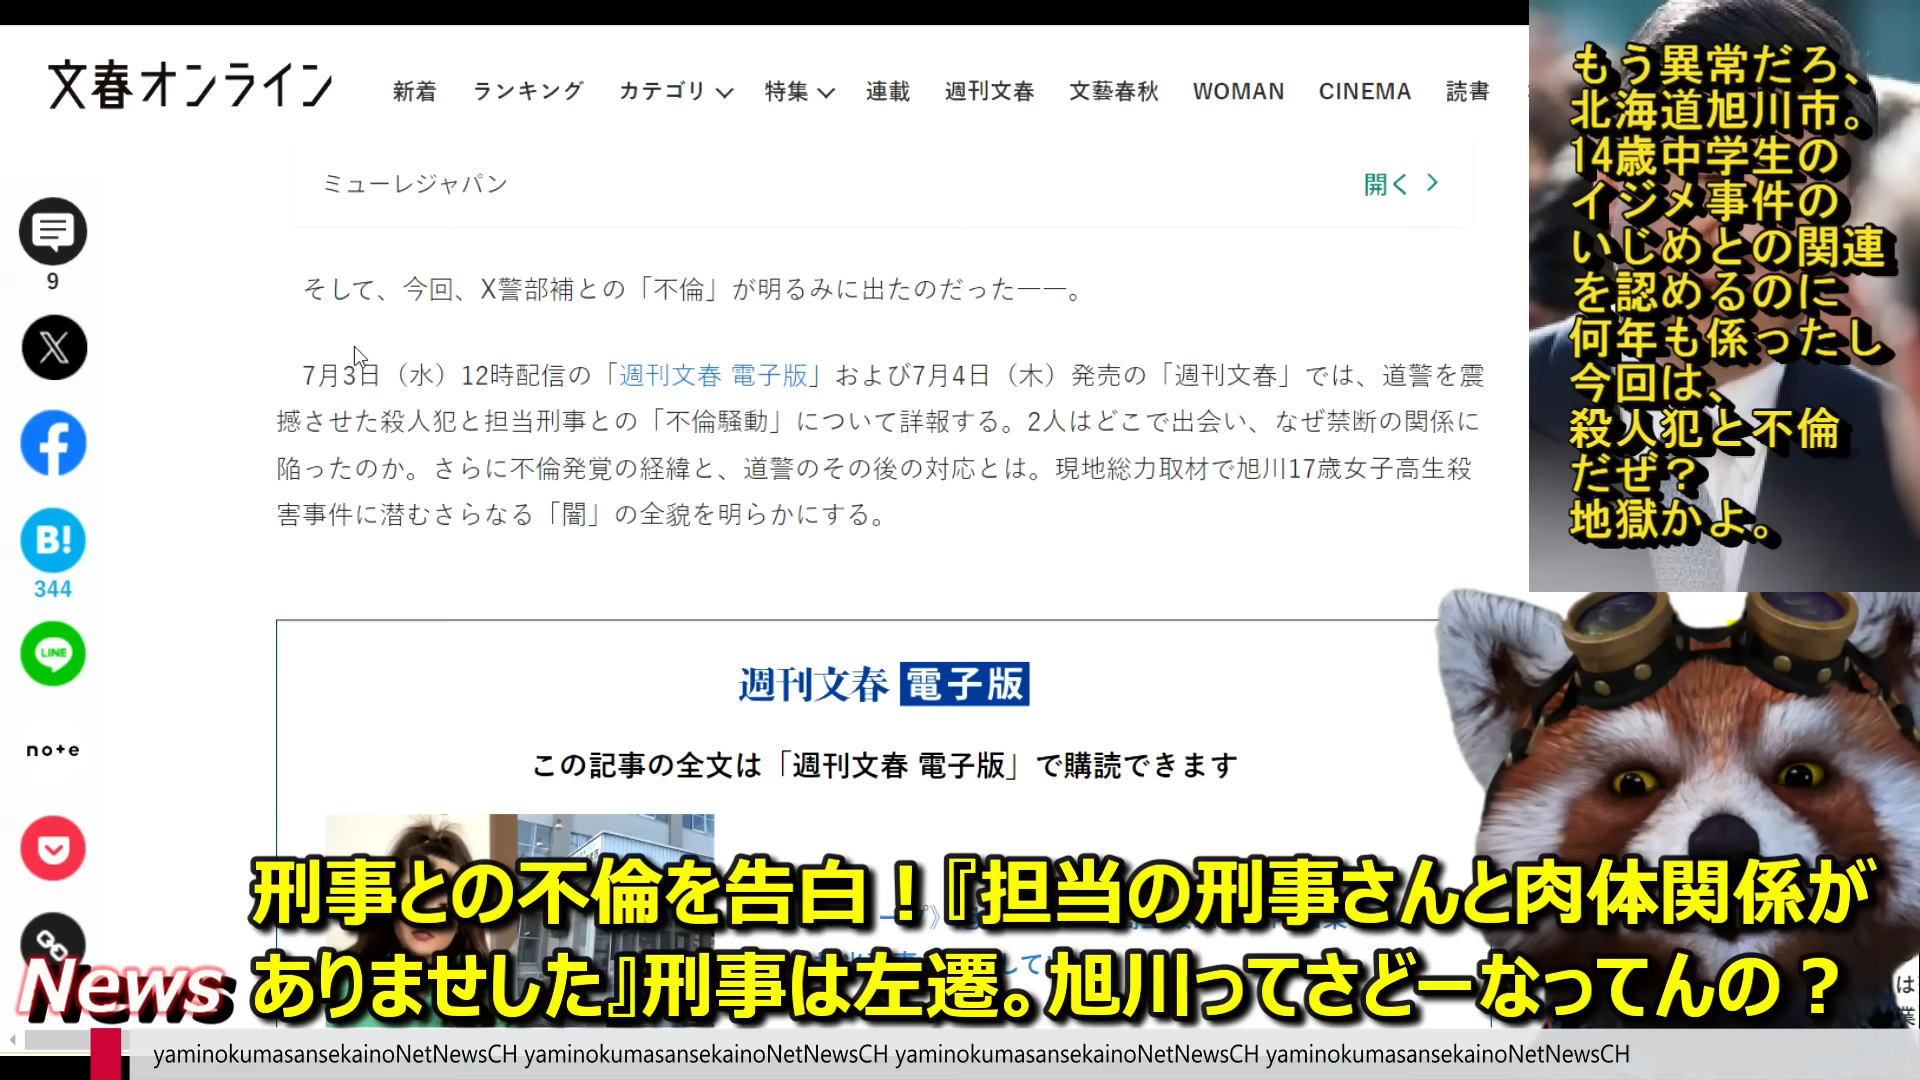 文春オンライン
新着 ランキング カテゴリ 特集 連載 週刊文春 文藝春秋 WOMAN CINEMA 読書
ミューレジャパン
開く
そして、今回、X警部補との「不倫」が明るみに出たのだった――。
7月3日（水）12時配信の「週刊文春 電子版」および7月4日（木）発売の「週刊文春」では、道警を震
撼させた殺人犯と担当刑事との「不倫騒動」について詳報する。2人はどこで出会い、なぜ禁断の関係に
陥ったのか。さらに不倫発覚の経緯と、道警のその後の対応とは。現地総力取材で旭川17歳女子高生殺
害事件に潜むさらなる「闇」の全貌を明らかにする。
週刊文春 電子版
この記事の全文は「週刊文春 電子版」で購読できます
9
X
B!
344
LINE
note
もう異常だろ、
北海道旭川市。
14歳中学生の
イジメ事件の
いじめとの関連
を認めるのに
何年も係ったし
今回は、
殺人犯と不倫
だぜ？
地獄かよ。
刑事との不倫を告白！『担当の刑事さんと肉体関係が
ありませした』刑事は左遷。旭川ってさどーなってんの？
News
は
業
yaminokumasansekainoNetNewsCH yaminokumasansekainoNetNewsCH yaminokumasansekainoNetNewsCH yaminokumasansekainoNetNewsCH